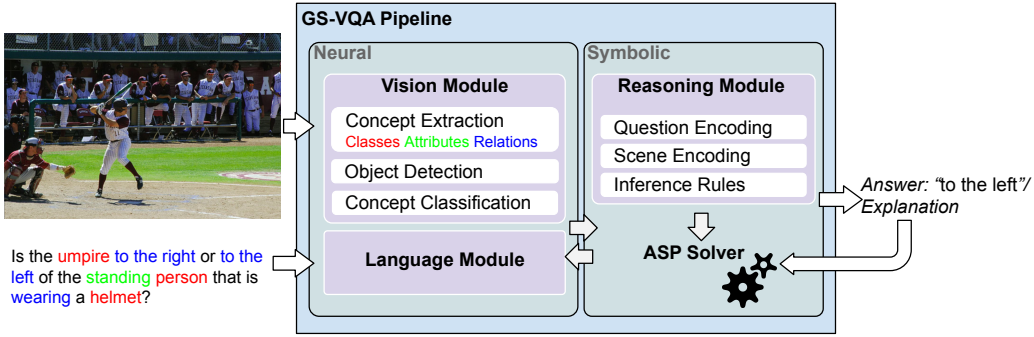 GS-VQA Pipeline
Neural
Vision Module
Concept Extraction
Classes Attributes Relations
Object Detection
Concept Classification
Language Module
Symbolic
Reasoning Module
Question Encoding
Scene Encoding
Inference Rules
ASP Solver
Answer: “to the left”/
Explanation
Is the umpire to the right or to the
left of the standing person that is
wearing a helmet?